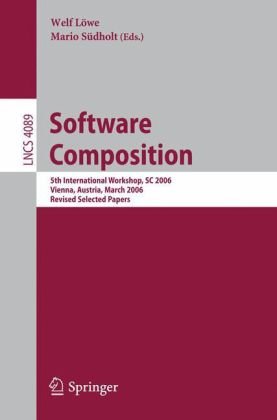 Welf Löwe
Mario Südholt (Eds.)
LNCS 4089
Software
Composition
5th International Workshop, SC 2006
Vienna, Austria, March 2006
Revised Selected Papers
Springer